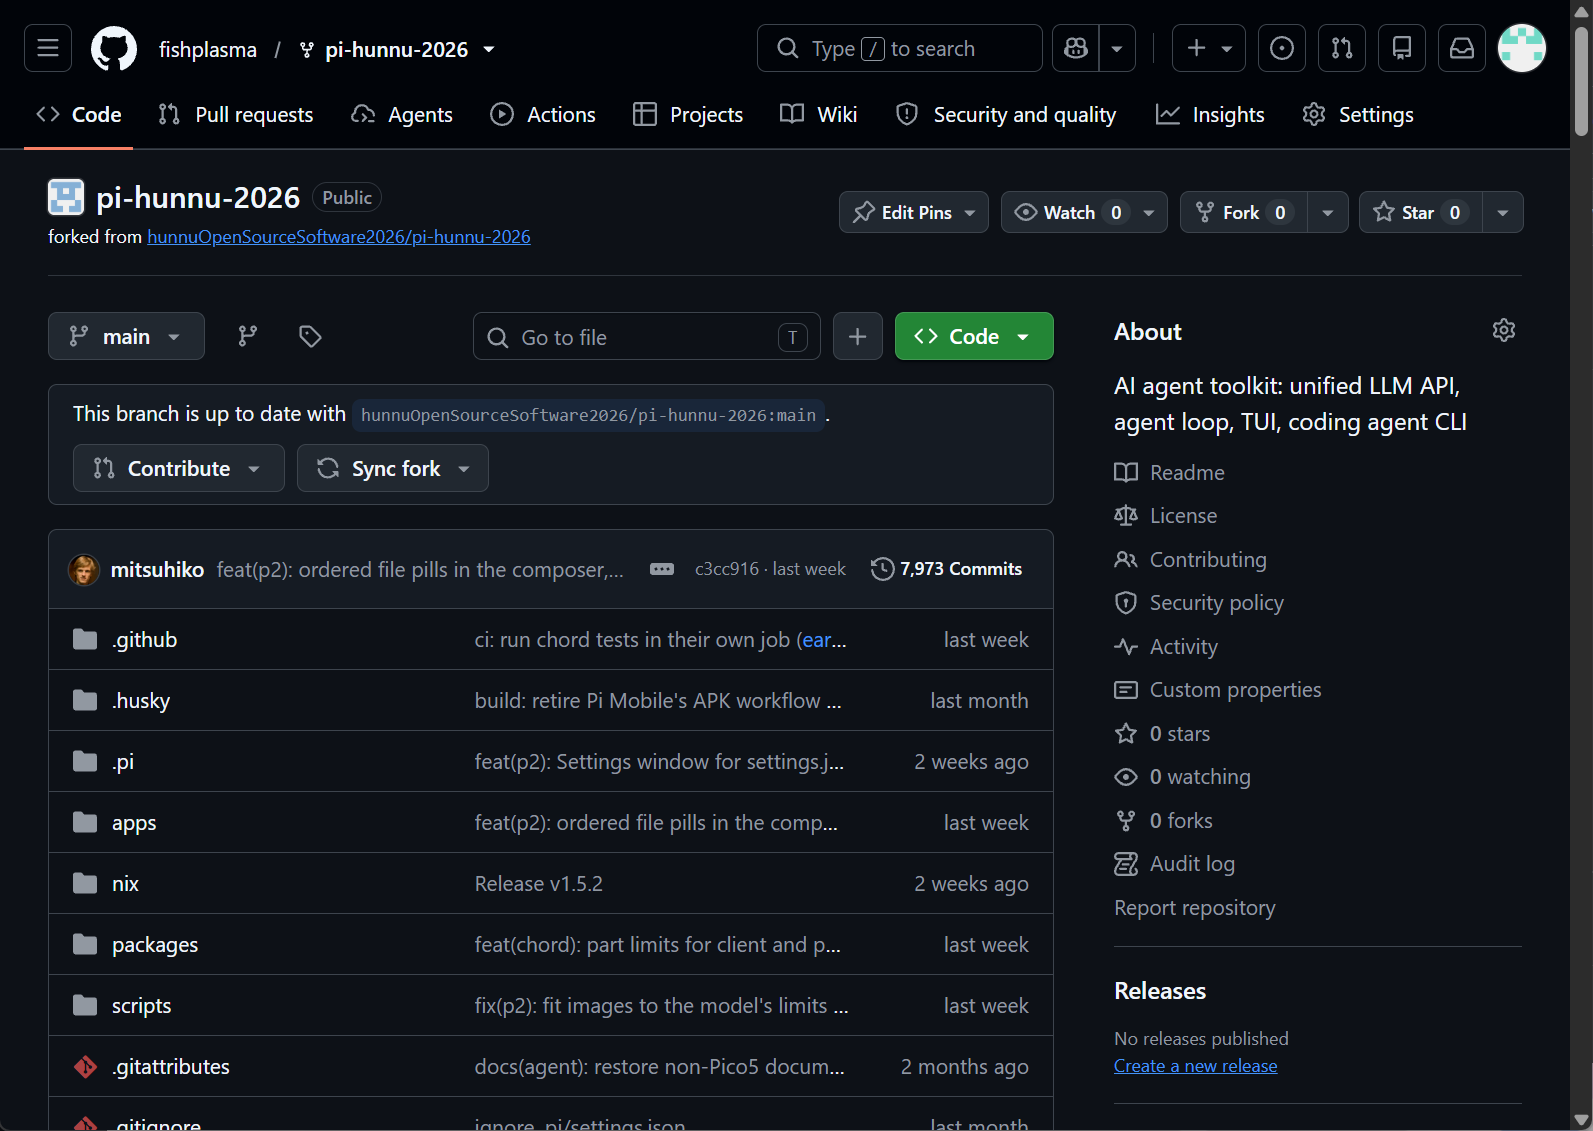 fishplasma / pi-hunnu-2026
Type / to search
Code Pull requests Agents Actions Projects Wiki Security and quality Insights Settings
pi-hunnu-2026 Public
forked from hunnuOpenSourceSoftware2026/pi-hunnu-2026
Edit Pins Watch 0 Fork 0 Star 0
main
Go to file T
Code
This branch is up to date with hunnuOpenSourceSoftware2026/pi-hunnu-2026:main .
Contribute Sync fork
mitsuhiko feat(p2): ordered file pills in the composer,... c3cc916 · last week 7,973 Commits
.github ci: run chord tests in their own job (ear... last week
.husky build: retire Pi Mobile's APK workflow ... last month
.pi feat(p2): Settings window for settings.j... 2 weeks ago
apps feat(p2): ordered file pills in the comp... last week
nix Release v1.5.2 2 weeks ago
packages feat(chord): part limits for client and p... last week
scripts fix(p2): fit images to the model's limits ... last week
.gitattributes docs(agent): restore non-Pico5 docum... 2 months ago
.gitignore ignore .pi/settings.json last month
About
AI agent toolkit: unified LLM API,
agent loop, TUI, coding agent CLI
Readme
License
Contributing
Security policy
Activity
Custom properties
0 stars
0 watching
0 forks
Audit log
Report repository
Releases
No releases published
Create a new release